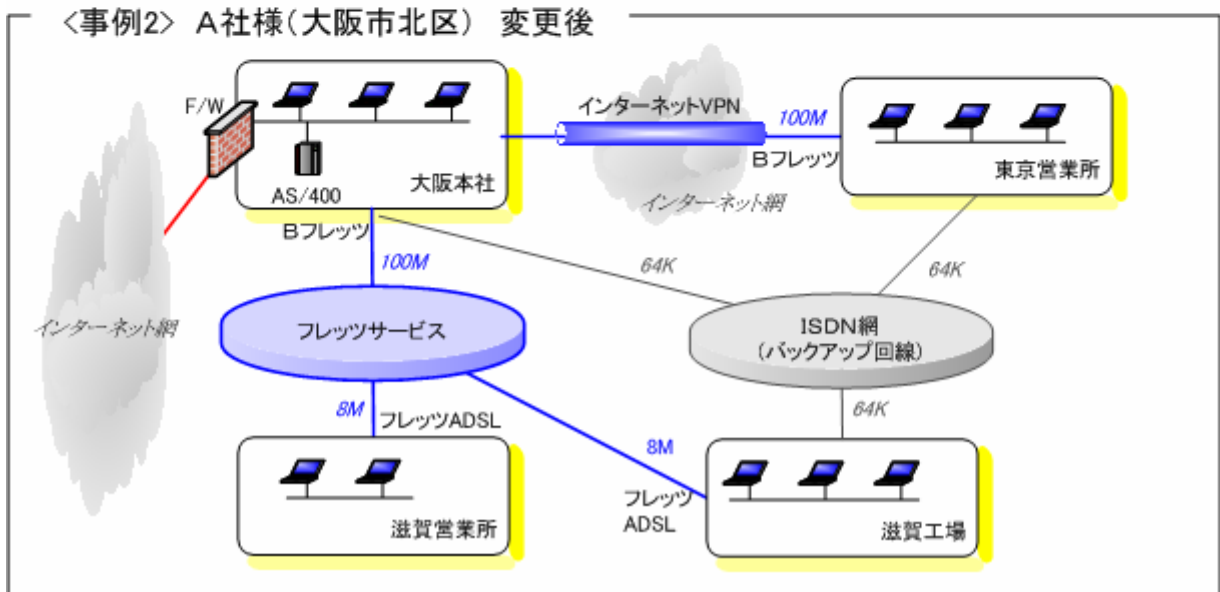 <事例2> A社様(大阪市北区) 変更後
F/W
AS/400
大阪本社
インターネットVPN
100M
Bフレッツ
インターネット網
東京営業所
Bフレッツ
100M
64K
64K
インターネット網
フレッツサービス
ISDN網
(バックアップ回線)
8M
フレッツADSL
8M
64K
フレッツ
ADSL
滋賀営業所
滋賀工場